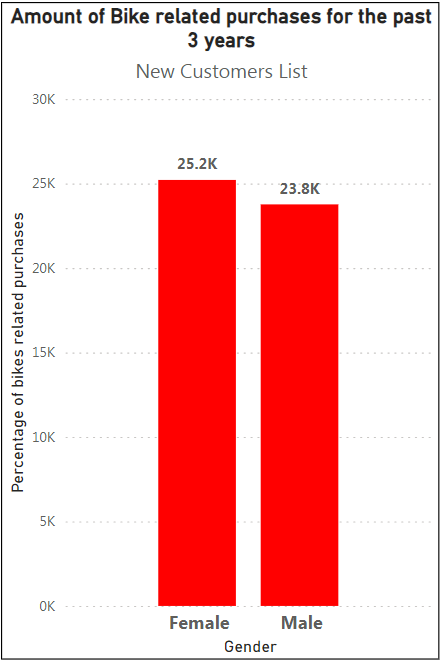 Amount of Bike related purchases for the past
3 years
New Customers List
Percentage of bikes related purchases
30K
25K
20K
15K
10K
5K
0K
25.2K
23.8K
Female
Male
Gender